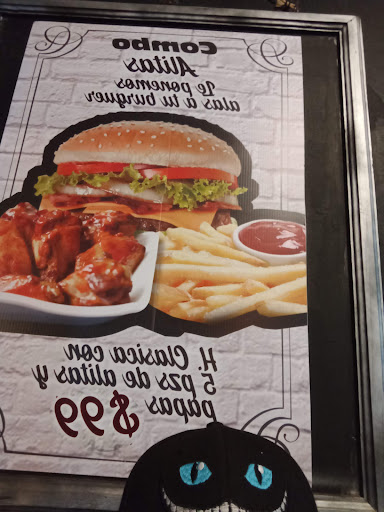 Combo
Alitas
Le ponemos
alas a tu burguer
H. Clasica con
5 pzs de alitas y
papas $99